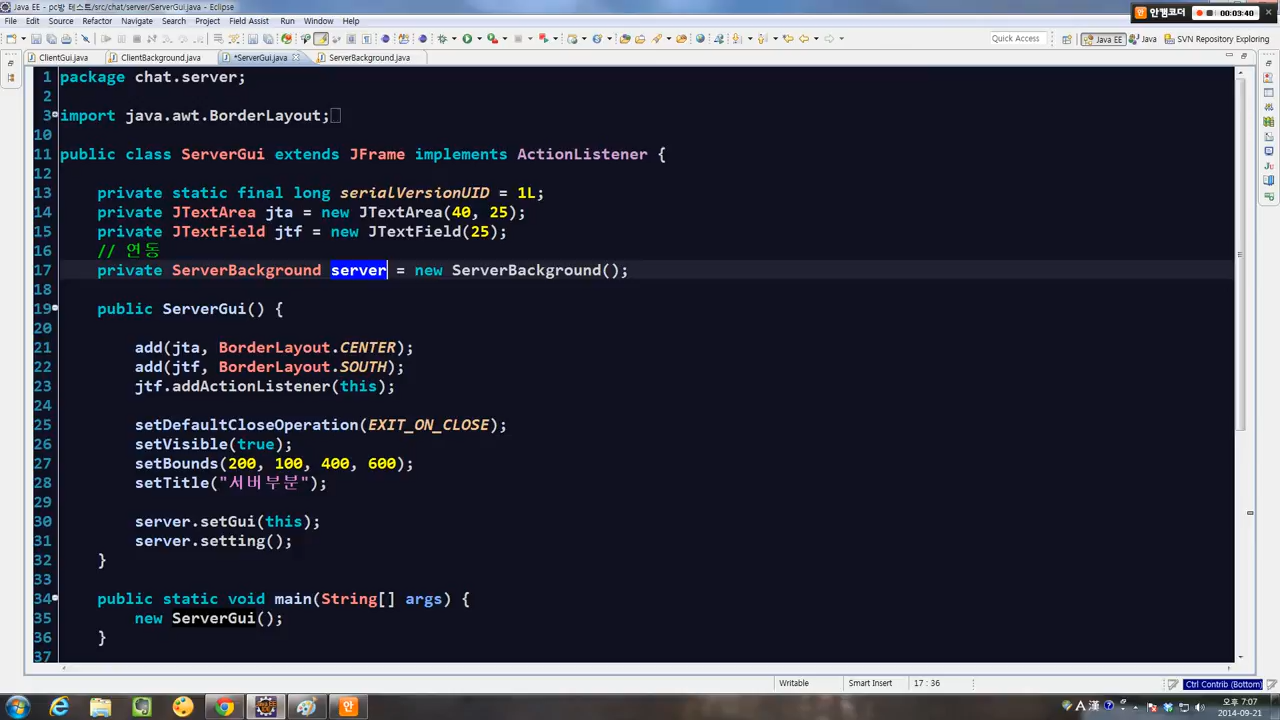 Java EE - pc방 테스트/src/chat/server/ServerGui.java - Eclipse
안캠코더 00:03:40
File Edit Source Refactor Navigate Search Project Field Assist Run Window Help
Quick Access Java EE Java SVN Repository Exploring
ClientGui.java ClientBackground.java *ServerGui.java ServerBackground.java
1 package chat.server;
2
3 import java.awt.BorderLayout;
10
11 public class ServerGui extends JFrame implements ActionListener {
12
13 private static final long serialVersionUID = 1L;
14 private JTextArea jta = new JTextArea(40, 25);
15 private JTextField jtf = new JTextField(25);
16 // 연동
17 private ServerBackground server = new ServerBackground();
18
19 public ServerGui() {
20
21 add(jta, BorderLayout.CENTER);
22 add(jtf, BorderLayout.SOUTH);
23 jtf.addActionListener(this);
24
25 setDefaultCloseOperation(EXIT_ON_CLOSE);
26 setVisible(true);
27 setBounds(200, 100, 400, 600);
28 setTitle("서버부분");
29
30 server.setGui(this);
31 server.setting();
32 }
33
34 public static void main(String[] args) {
35 new ServerGui();
36 }
37
Writable Smart Insert 17 : 36 Ctrl Contrib (Bottom)
안 A 漢 오후 7:07
2014-09-21